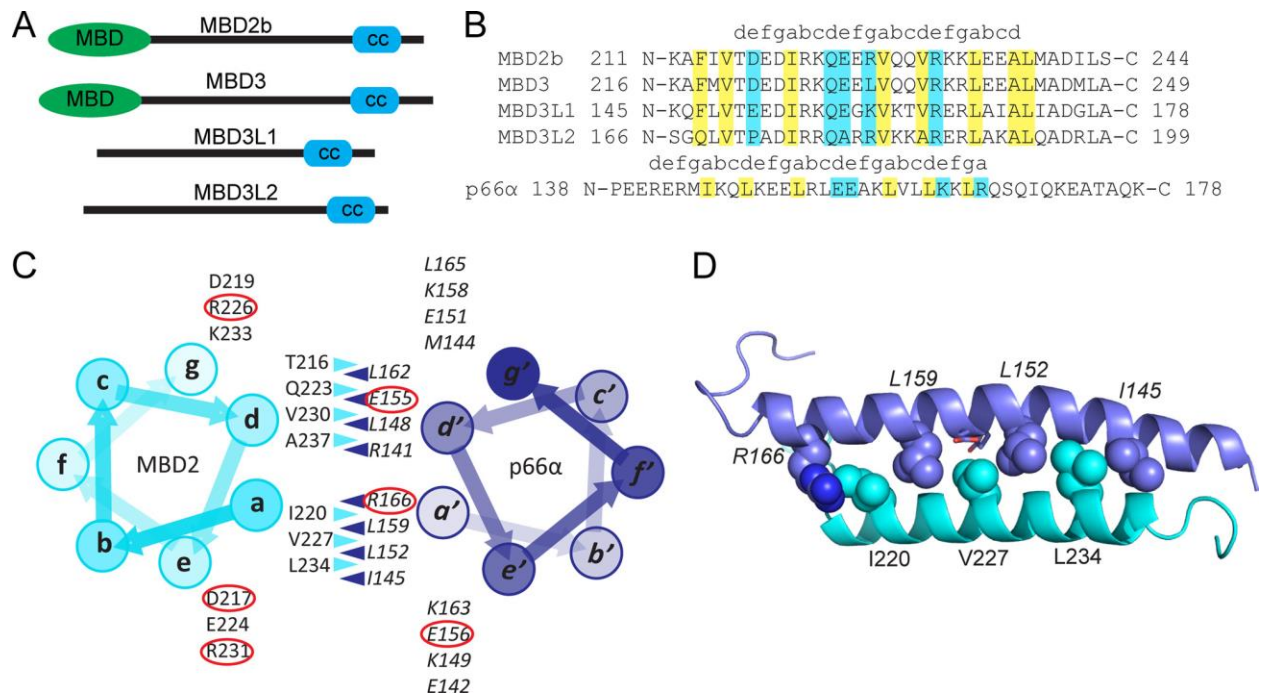 A
MBD2b
MBD
cc
MBD3
MBD
cc
MBD3L1
cc
MBD3L2
cc
B
defgabcdefgabcdefgabcd
MBD2b 211 N-KAFIVTDEDIRKQEERVQQVRKKLEEALMADILS-C 244
MBD3 216 N-KAFMVTDEDIRKQEELVQQVRKRLEEALMADMLA-C 249
MBD3L1 145 N-KQFLVTEEDIRKQEGKVKTVRERLAIALIADGLA-C 178
MBD3L2 166 N-SGQLVTPADIRRQARRVKKARERLAKALQADRLA-C 199
defgabcdefgabcdefgabcdefga
p66α 138 N-PEERERMIKQLKEELRLEEAKLVLLKKLRQSQIQKEATAQK-C 178
C
D219
R226
K233
g
c
d
MBD2
f
a
b
e
D217
E224
R231
T216
L162
Q223
E155
V230
L148
A237
R141
R166
I220
L159
V227
L152
L234
I145
L165
K158
E151
M144
g'
c'
d'
p66α
f'
a'
b'
e'
K163
E156
K149
E142
D
L152
L159
I145
R166
I220
V227
L234